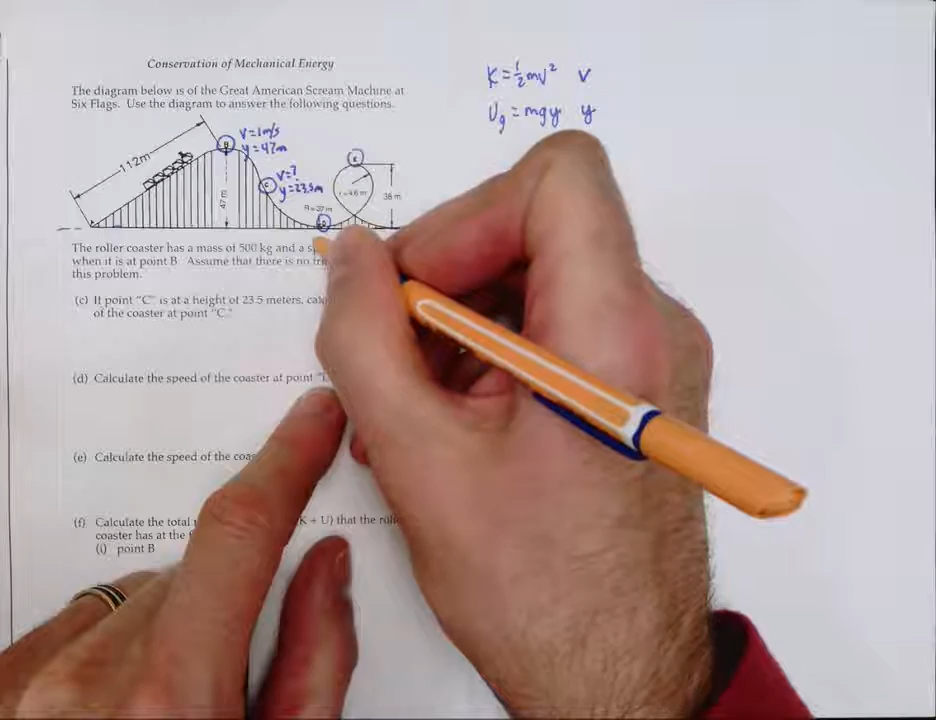 Conservation of Mechanical Energy
The diagram below is of the Great American Scream Machine at
Six Flags. Use the diagram to answer the following questions.
112m
B
V=1m/s
y=47m
47 m
C
V=?
y=23.5m
R=27 m
E
38 m
The roller coaster has a mass of 500 kg and a
when it is at point B. Assume that there is no
this problem.
(c) If point "C" is at a height of 23.5 meters,
of the coaster at point "C."
(d) Calculate the speed of the coaster at point
(e) Calculate the speed of the
(f) Calculate the total
K + U) that the
coaster has at the
(i) point B
K=½mv² v
Ug=mgy y